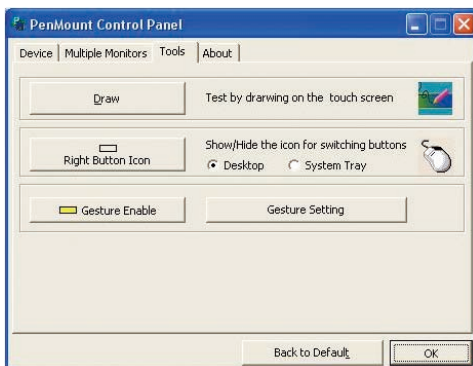 PenMount Control Panel
Device Multiple Monitors Tools About
Draw
Test by drarwing on the touch screen
Right Button Icon
Show/Hide the icon for switching buttons
Desktop System Tray
Gesture Enable
Gesture Setting
Back to Default
OK